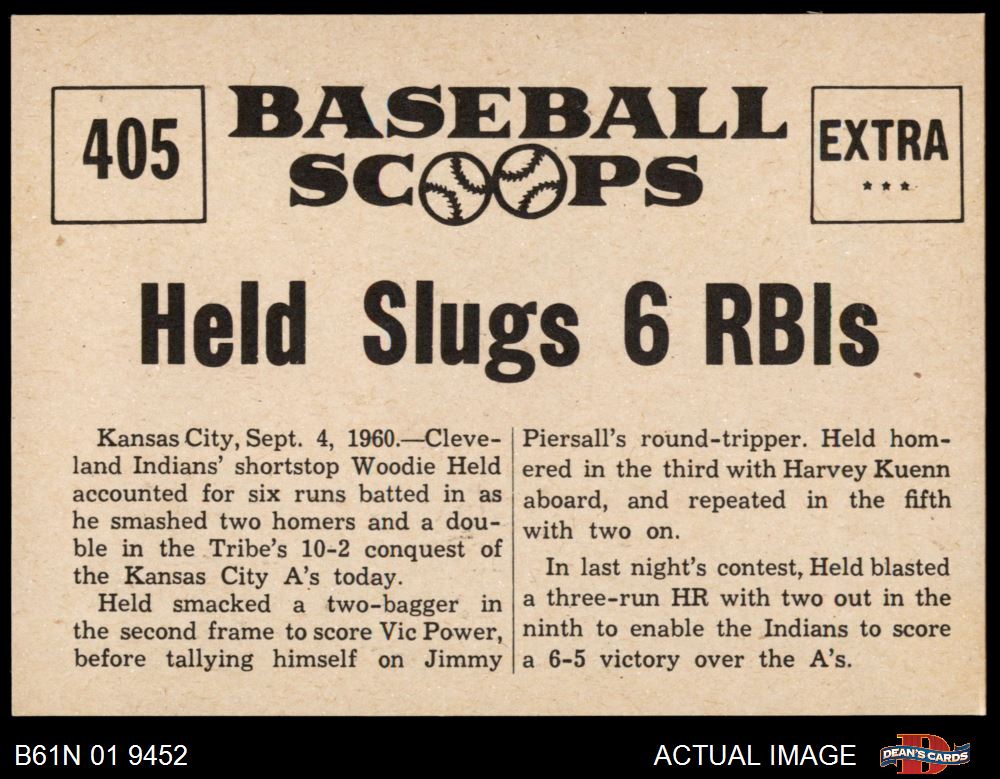 405
BASEBALL
SCOOPS
EXTRA
* * *
Held Slugs 6 RBIs
Kansas City, Sept. 4, 1960.—Cleve-
land Indians' shortstop Woodie Held
accounted for six runs batted in as
he smashed two homers and a dou-
ble in the Tribe's 10-2 conquest of
the Kansas City A's today.
Held smacked a two-bagger in
the second frame to score Vic Power,
before tallying himself on Jimmy
Piersall's round-tripper. Held hom-
ered in the third with Harvey Kuenn
aboard, and repeated in the fifth
with two on.
In last night's contest, Held blasted
a three-run HR with two out in the
ninth to enable the Indians to score
a 6-5 victory over the A's.
B61N 01 9452
ACTUAL IMAGE
D
DEAN'S CARDS